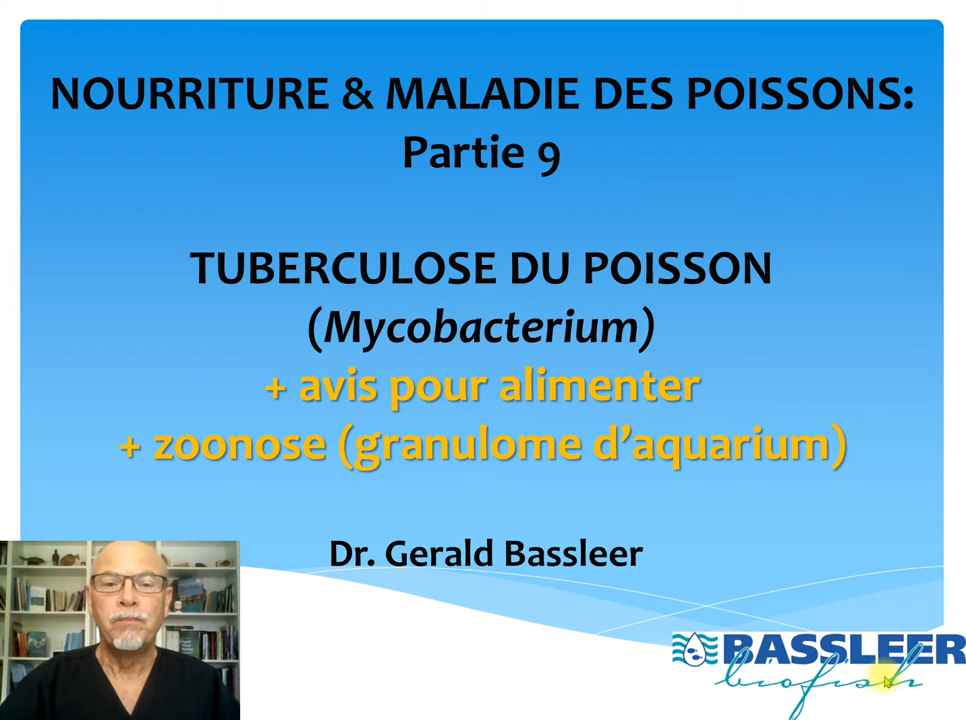 NOURRITURE & MALADIE DES POISSONS:
Partie 9
TUBERCULOSE DU POISSON
(Mycobacterium)
+ avis pour alimenter
+ zoonose (granulome d’aquarium)
Dr. Gerald Bassleer
BASSLEER
biofish